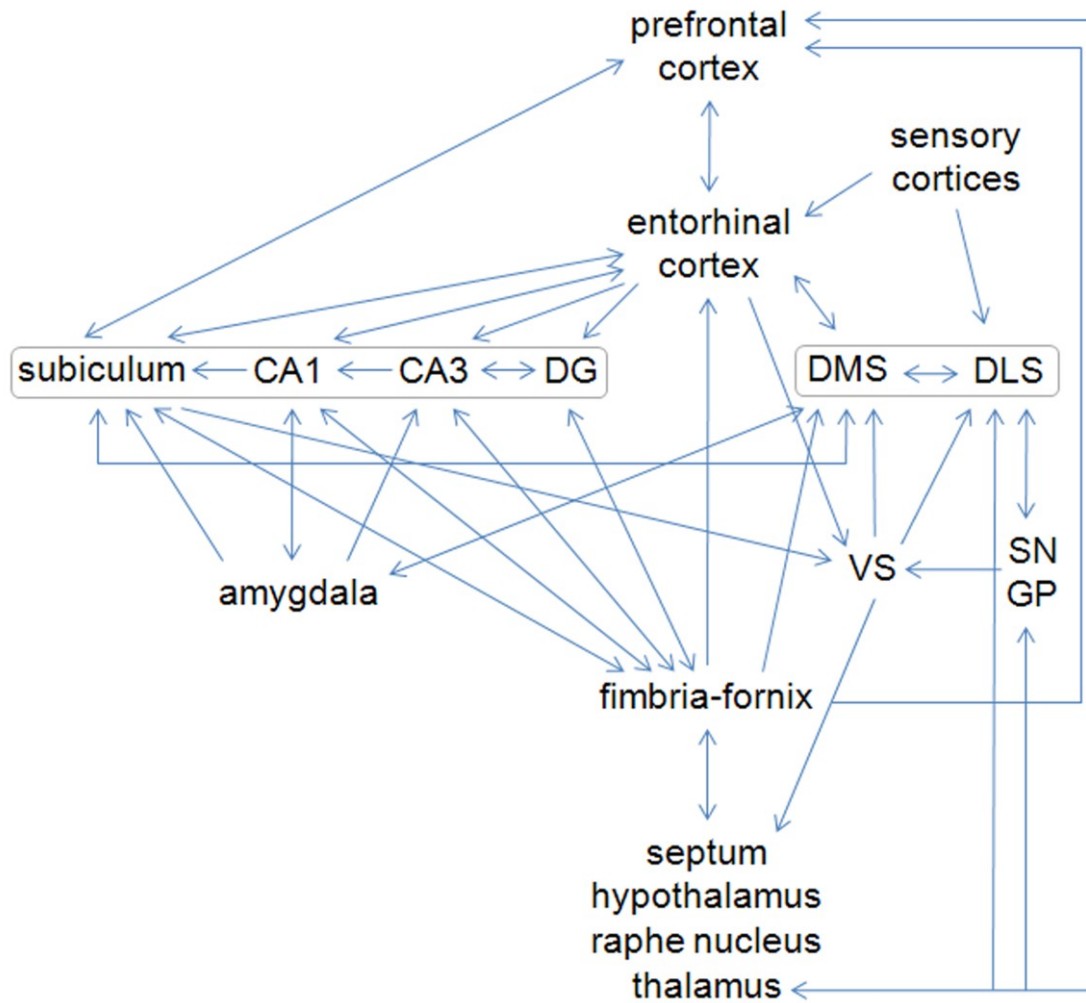 prefrontal
cortex
sensory
cortices
entorhinal
cortex
subiculum CA1 CA3 DG DMS DLS
amygdala
VS
SN
GP
fimbria-fornix
septum
hypothalamus
raphe nucleus
thalamus